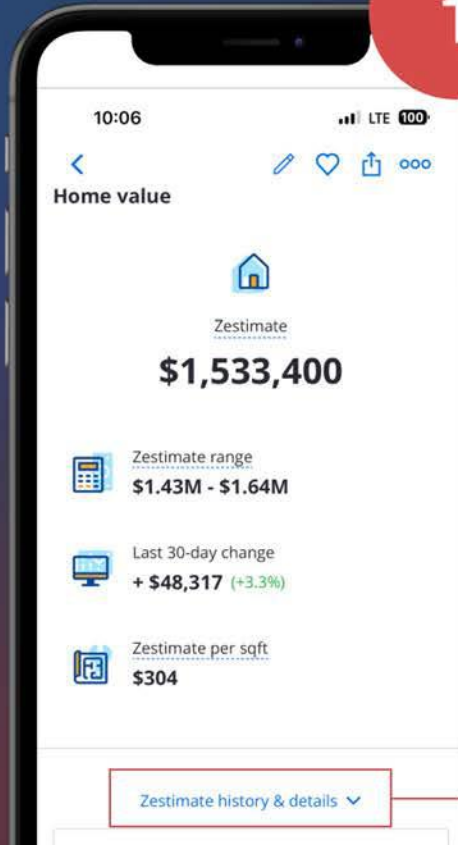 1
10:06
LTE 100
Home value
Zestimate
$1,533,400
Zestimate range
$1.43M - $1.64M
Last 30-day change
+ $48,317 (+3.3%)
Zestimate per sqft
$304
Zestimate history & details